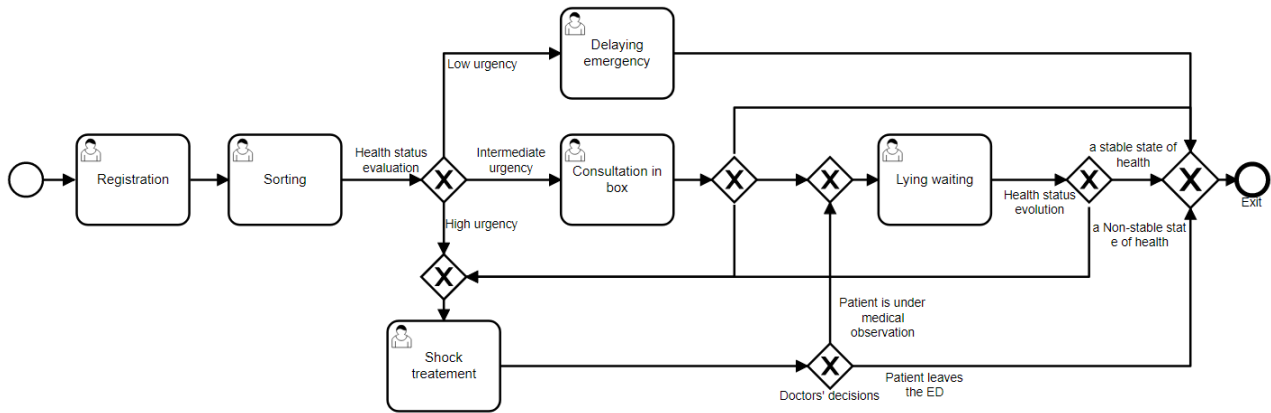 Delaying
emergency
Low urgency
Registration
Sorting
Health status
evaluation
Intermediate
urgency
Consultation in
box
Lying waiting
Health status
evolution
a stable state of
health
Exit
a Non-stable stat
e of health
High urgency
Shock
treatement
Patient is under
medical
observation
Doctors' decisions
Patient leaves
the ED